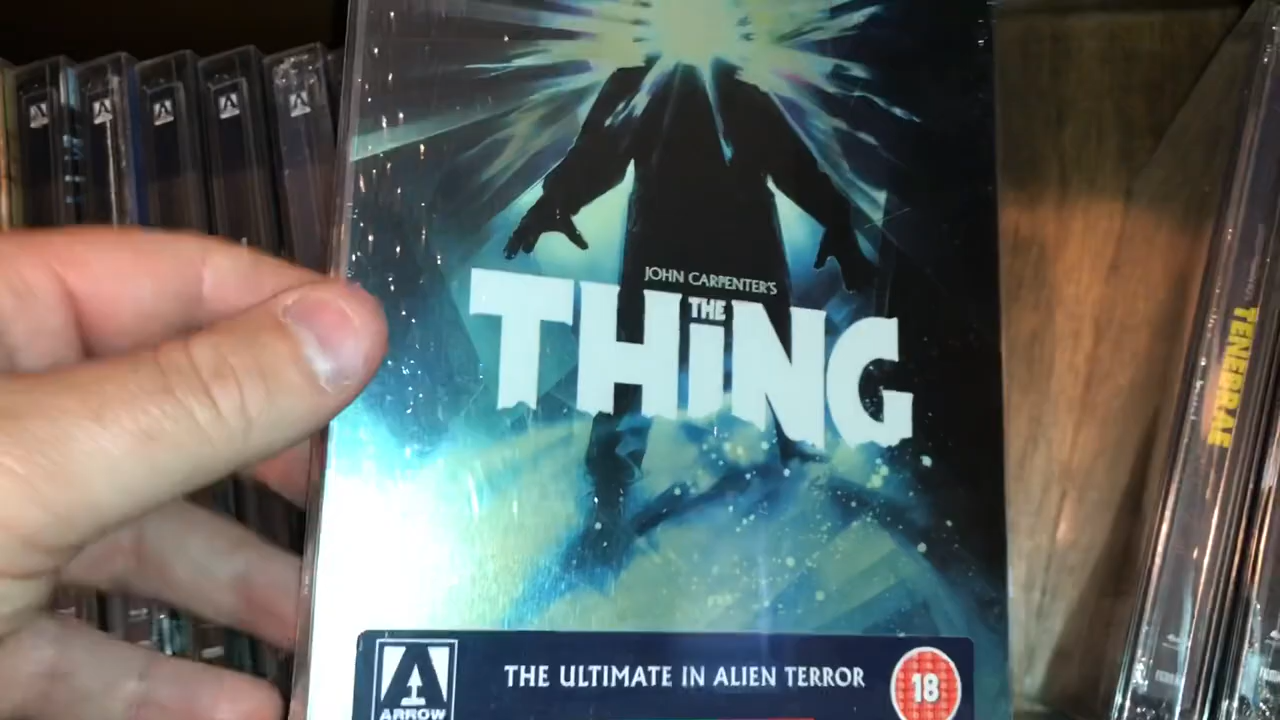 JOHN CARPENTER'S
THE
THiNG
THE ULTIMATE IN ALIEN TERROR
18
ARROW
TENEBRAE